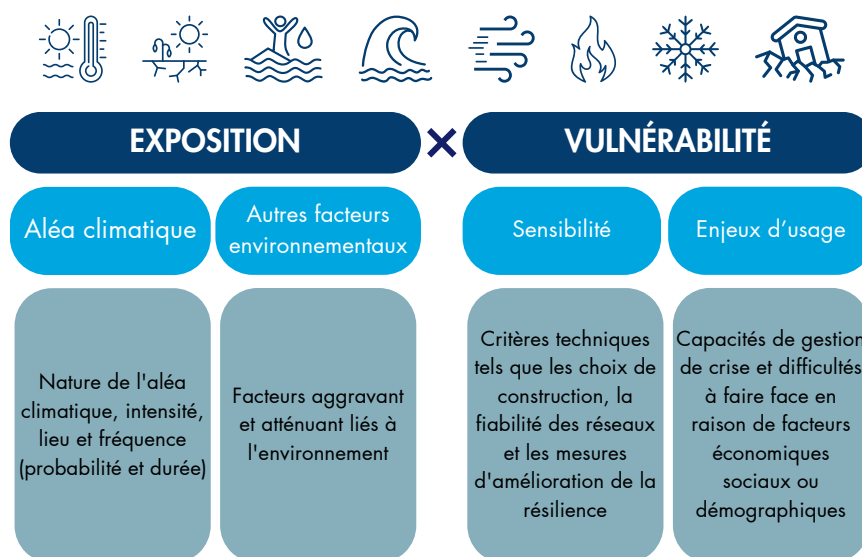 EXPOSITION
×
VULNÉRABILITÉ
Aléa climatique
Autres facteurs
environnementaux
Sensibilité
Enjeux d’usage
Nature de l'aléa
climatique, intensité,
lieu et fréquence
(probabilité et durée)
Facteurs aggravant
et atténuant liés à
l'environnement
Critères techniques
tels que les choix de
construction, la
fiabilité des réseaux
et les mesures
d'amélioration de la
résilience
Capacités de gestion
de crise et difficultés
à faire face en
raison de facteurs
économiques
sociaux ou
démographiques